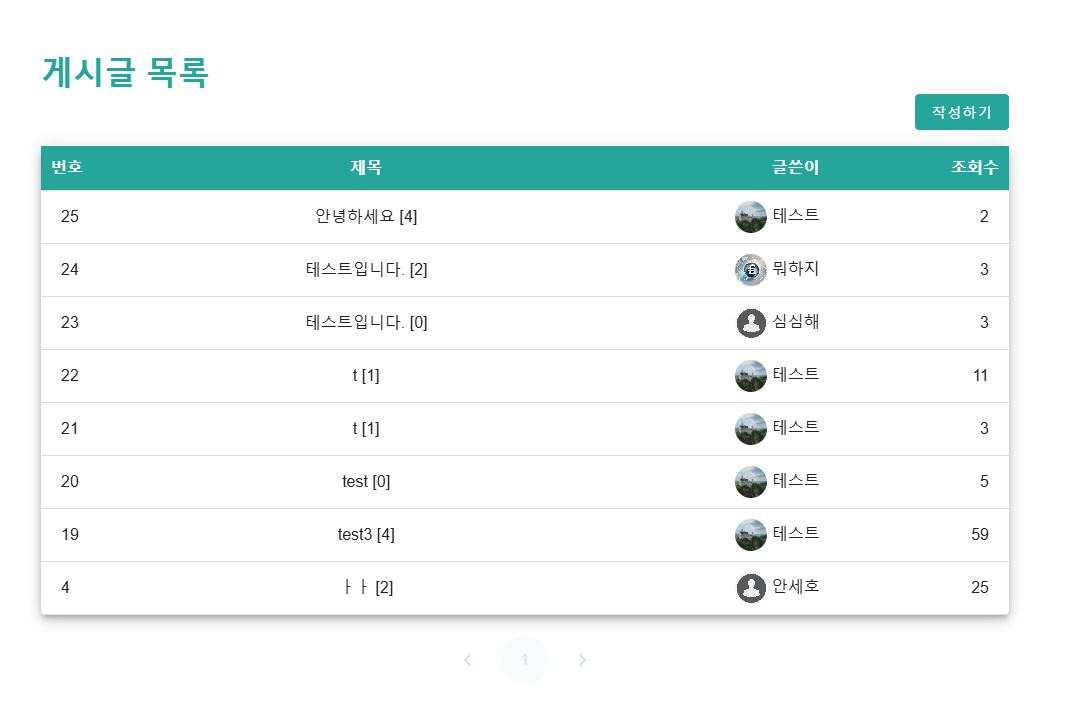 게시글 목록
작성하기
번호 제목 글쓴이 조회수
25 안녕하세요 [4] 테스트 2
24 테스트입니다. [2] 뭐하지 3
23 테스트입니다. [0] 심심해 3
22 t [1] 테스트 11
21 t [1] 테스트 3
20 test [0] 테스트 5
19 test3 [4] 테스트 59
4 ㅏㅏ [2] 안세호 25
1